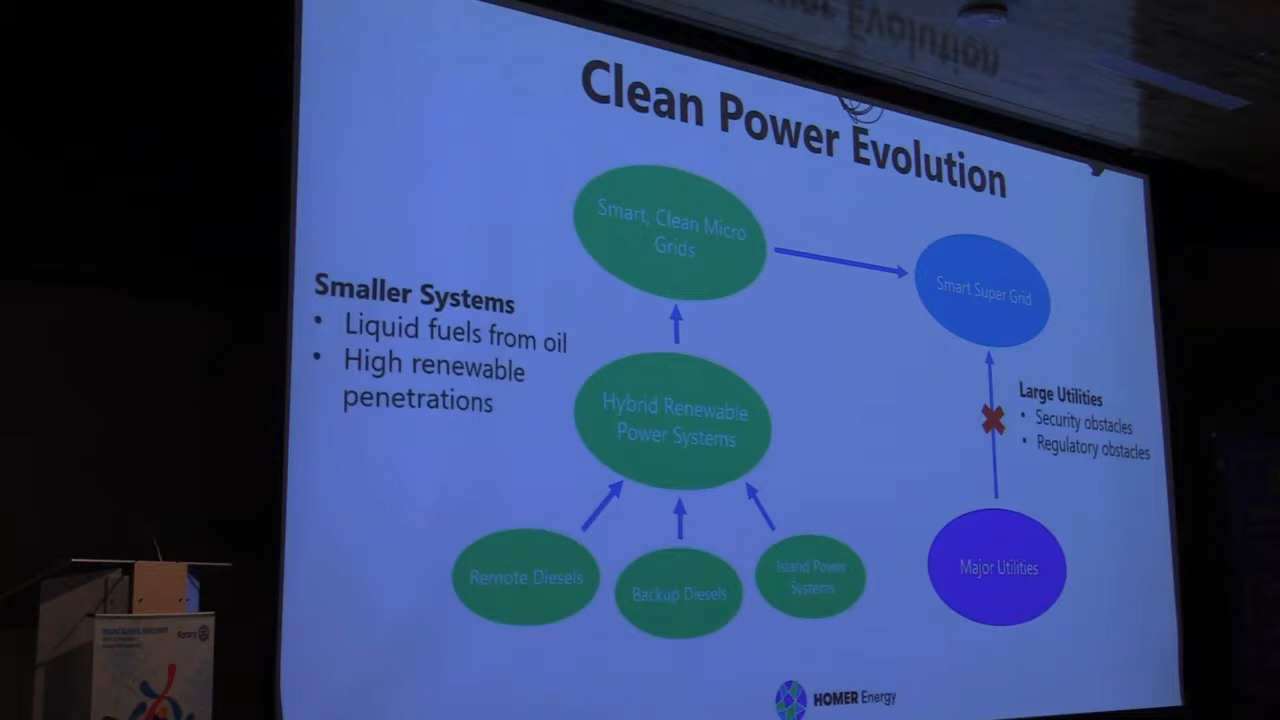 Clean Power Evolution
Smart, Clean Micro
Grids
Smart Super Grid
Smaller Systems
• Liquid fuels from oil
• High renewable
penetrations
Hybrid Renewable
Power Systems
Large Utilities
• Security obstacles
• Regulatory obstacles
Remote Diesels
Backup Diesels
Island Power
Systems
Major Utilities
HOMER Energy
Rotary